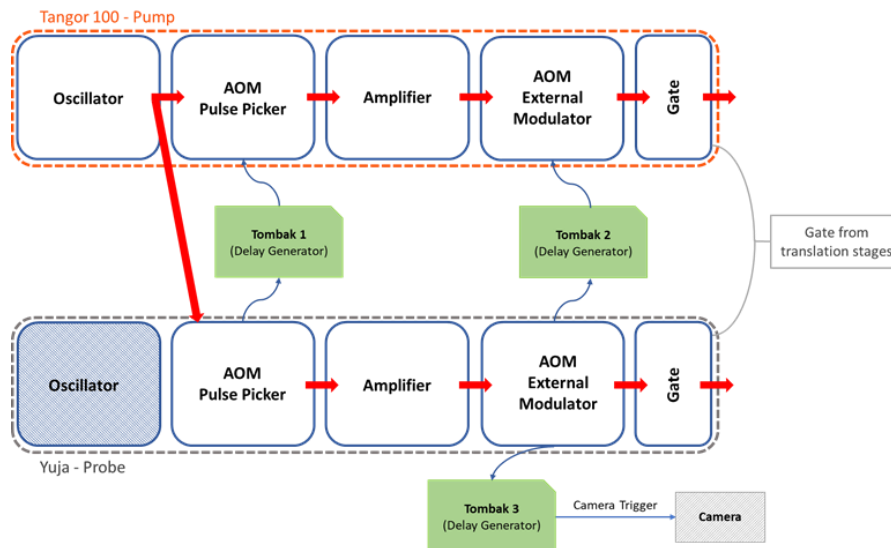 Tangor 100 - Pump
Oscillator
AOM
Pulse Picker
Amplifier
AOM
External
Modulator
Gate
Tombak 1
(Delay Generator)
Tombak 2
(Delay Generator)
Gate from
translation stages
Oscillator
AOM
Pulse Picker
Amplifier
AOM
External
Modulator
Gate
Yuja - Probe
Tombak 3
(Delay Generator)
Camera Trigger
Camera